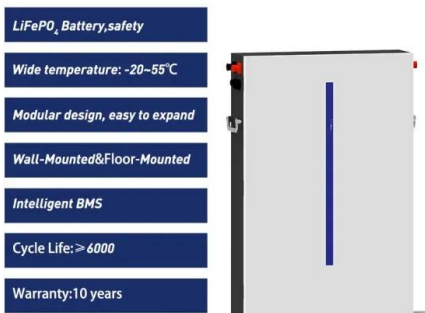 LiFePO₄ Battery,safety
Wide temperature: -20~55℃
Modular design, easy to expand
Wall-Mounted&Floor-Mounted
Intelligent BMS
Cycle Life:≥6000
Warranty:10 years